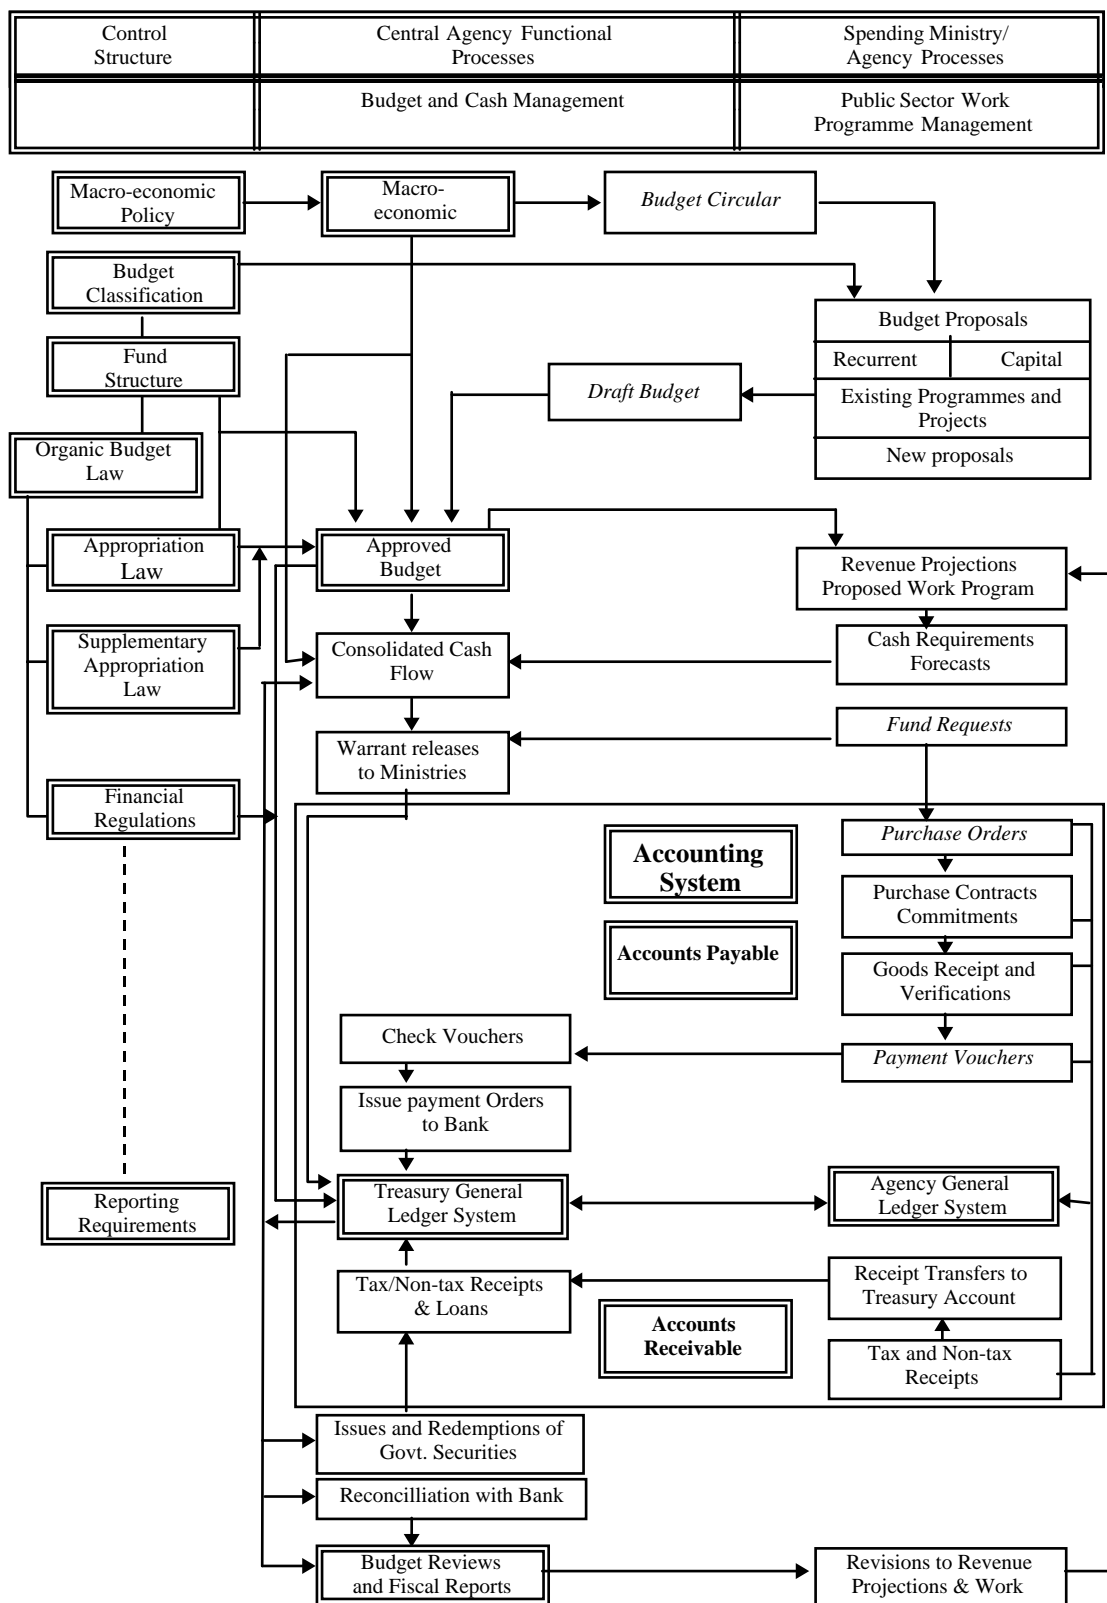 Control
Structure
Central Agency Functional
Processes
Spending Ministry/
Agency Processes
Budget and Cash Management
Public Sector Work
Programme Management
Macro-economic
Policy
Macro-
economic
Budget Circular
Budget
Classification
Budget Proposals
Recurrent
Capital
Existing Programmes and
Projects
New proposals
Fund
Structure
Draft Budget
Organic Budget
Law
Appropriation
Law
Approved
Budget
Revenue Projections
Proposed Work Program
Supplementary
Appropriation
Law
Consolidated Cash
Flow
Cash Requirements
Forecasts
Warrant releases
to Ministries
Fund Requests
Financial
Regulations
Accounting
System
Purchase Orders
Purchase Contracts
Commitments
Accounts Payable
Goods Receipt and
Verifications
Check Vouchers
Payment Vouchers
Issue payment Orders
to Bank
Reporting
Requirements
Treasury General
Ledger System
Agency General
Ledger System
Tax/Non-tax Receipts
& Loans
Receipt Transfers to
Treasury Account
Accounts
Receivable
Tax and Non-tax
Receipts
Issues and Redemptions of
Govt. Securities
Reconcilliation with Bank
Budget Reviews
and Fiscal Reports
Revisions to Revenue
Projections & Work